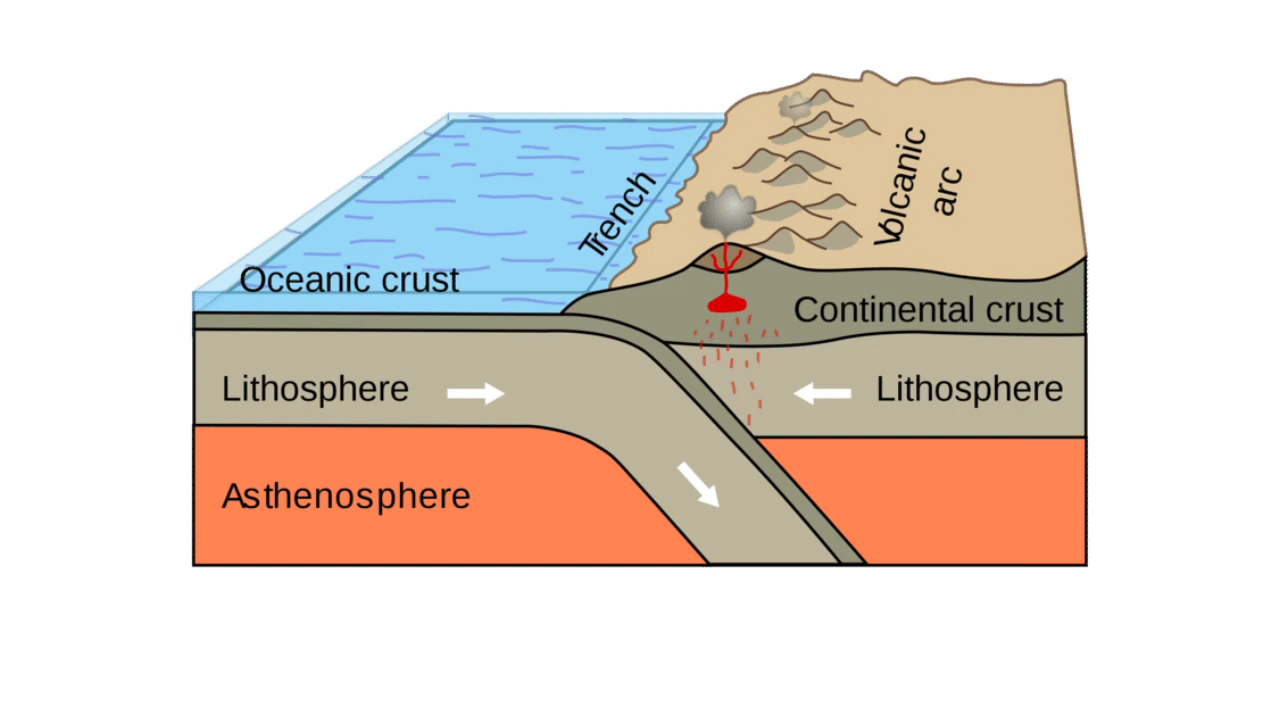 Volcanic
arc
Trench
Oceanic crust
Continental crust
Lithosphere
Lithosphere
Asthenosphere